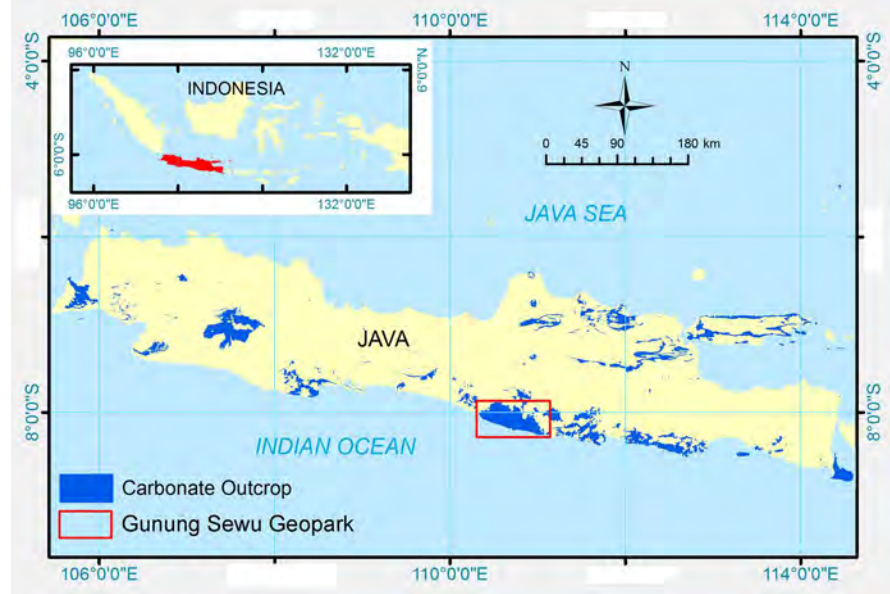 106°0'0"E 110°0'0"E 114°0'0"E
4°0'0"S
96°0'0"E 132°0'0"E
6°0'0"N
INDONESIA
6°0'0"S
96°0'0"E 132°0'0"E
N
0 45 90 180 km
JAVA SEA
JAVA
8°0'0"S
8°0'0"S
4°0'0"S
INDIAN OCEAN
Carbonate Outcrop
Gunung Sewu Geopark
106°0'0"E 110°0'0"E 114°0'0"E